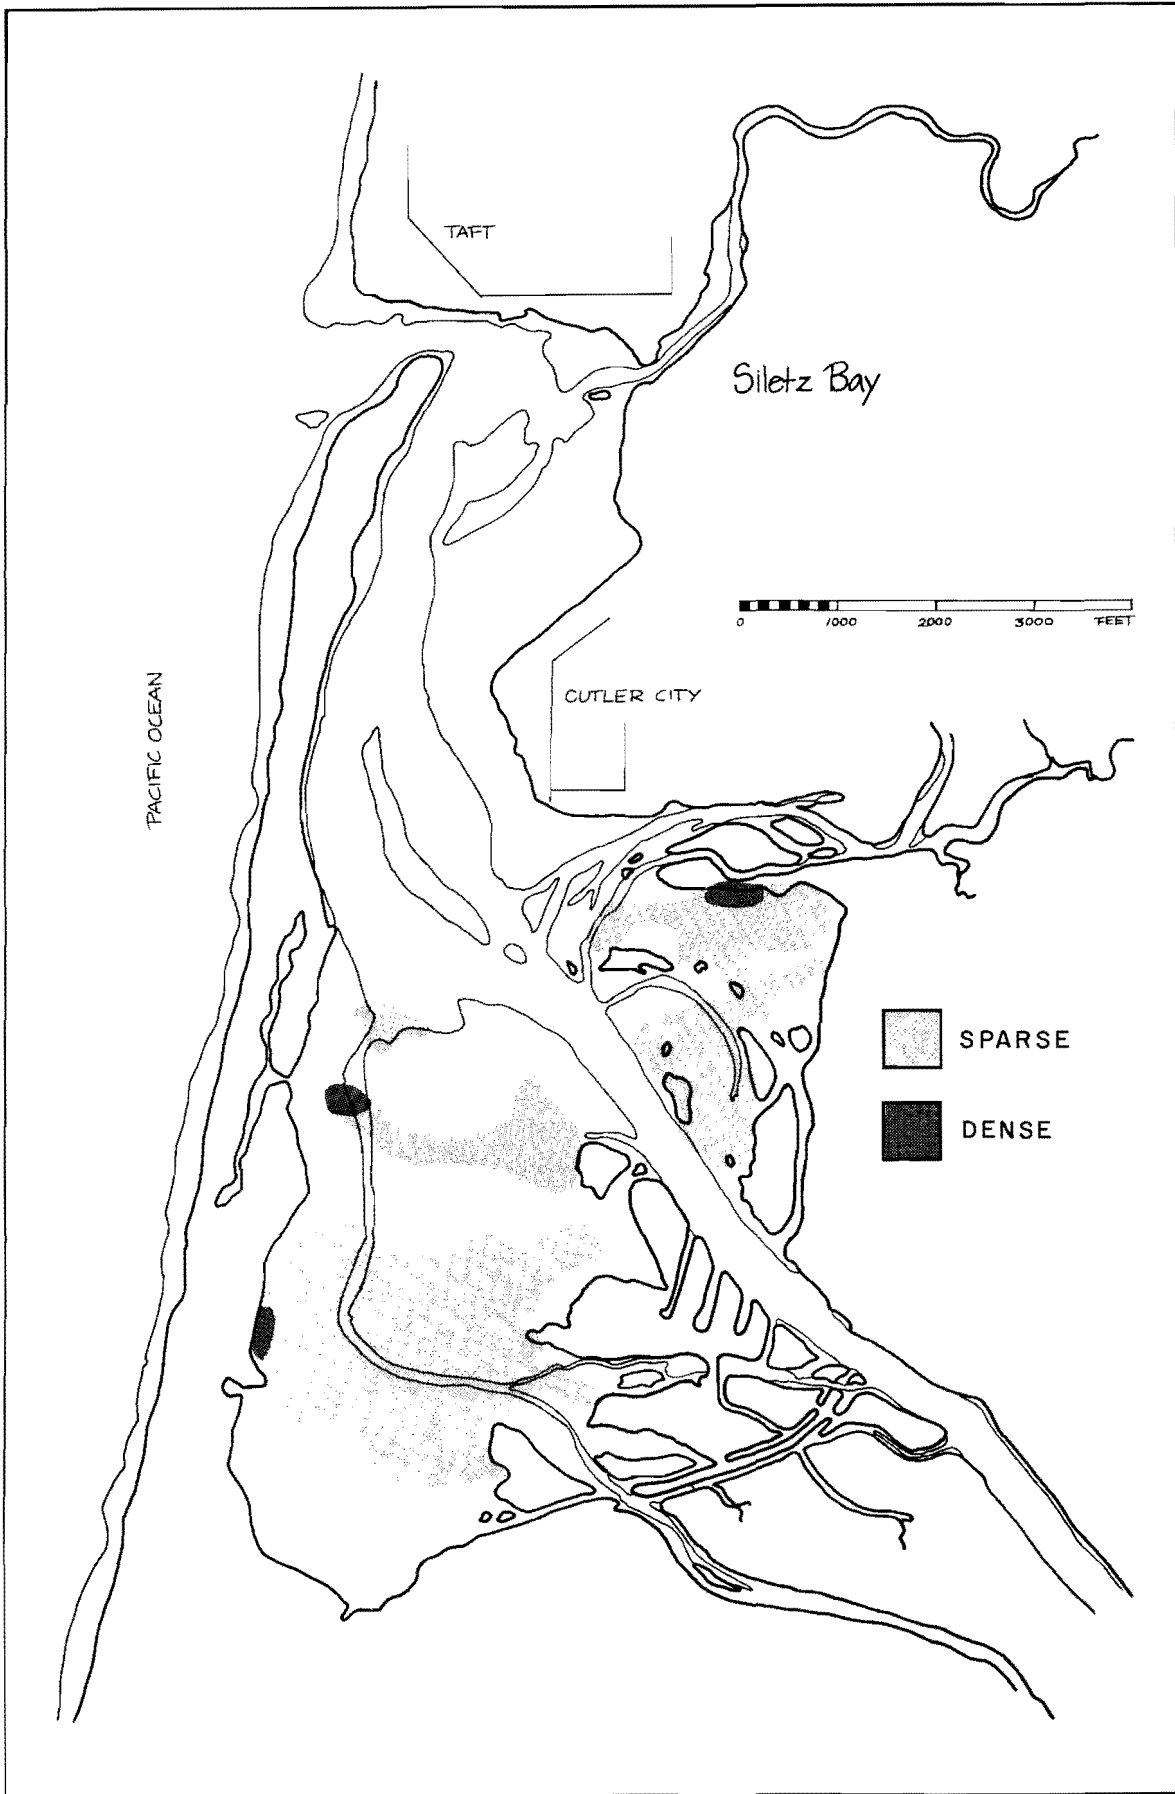 TAFT
Siletz Bay
0 1000 2000 3000 FEET
PACIFIC OCEAN
CUTLER CITY
SPARSE
DENSE